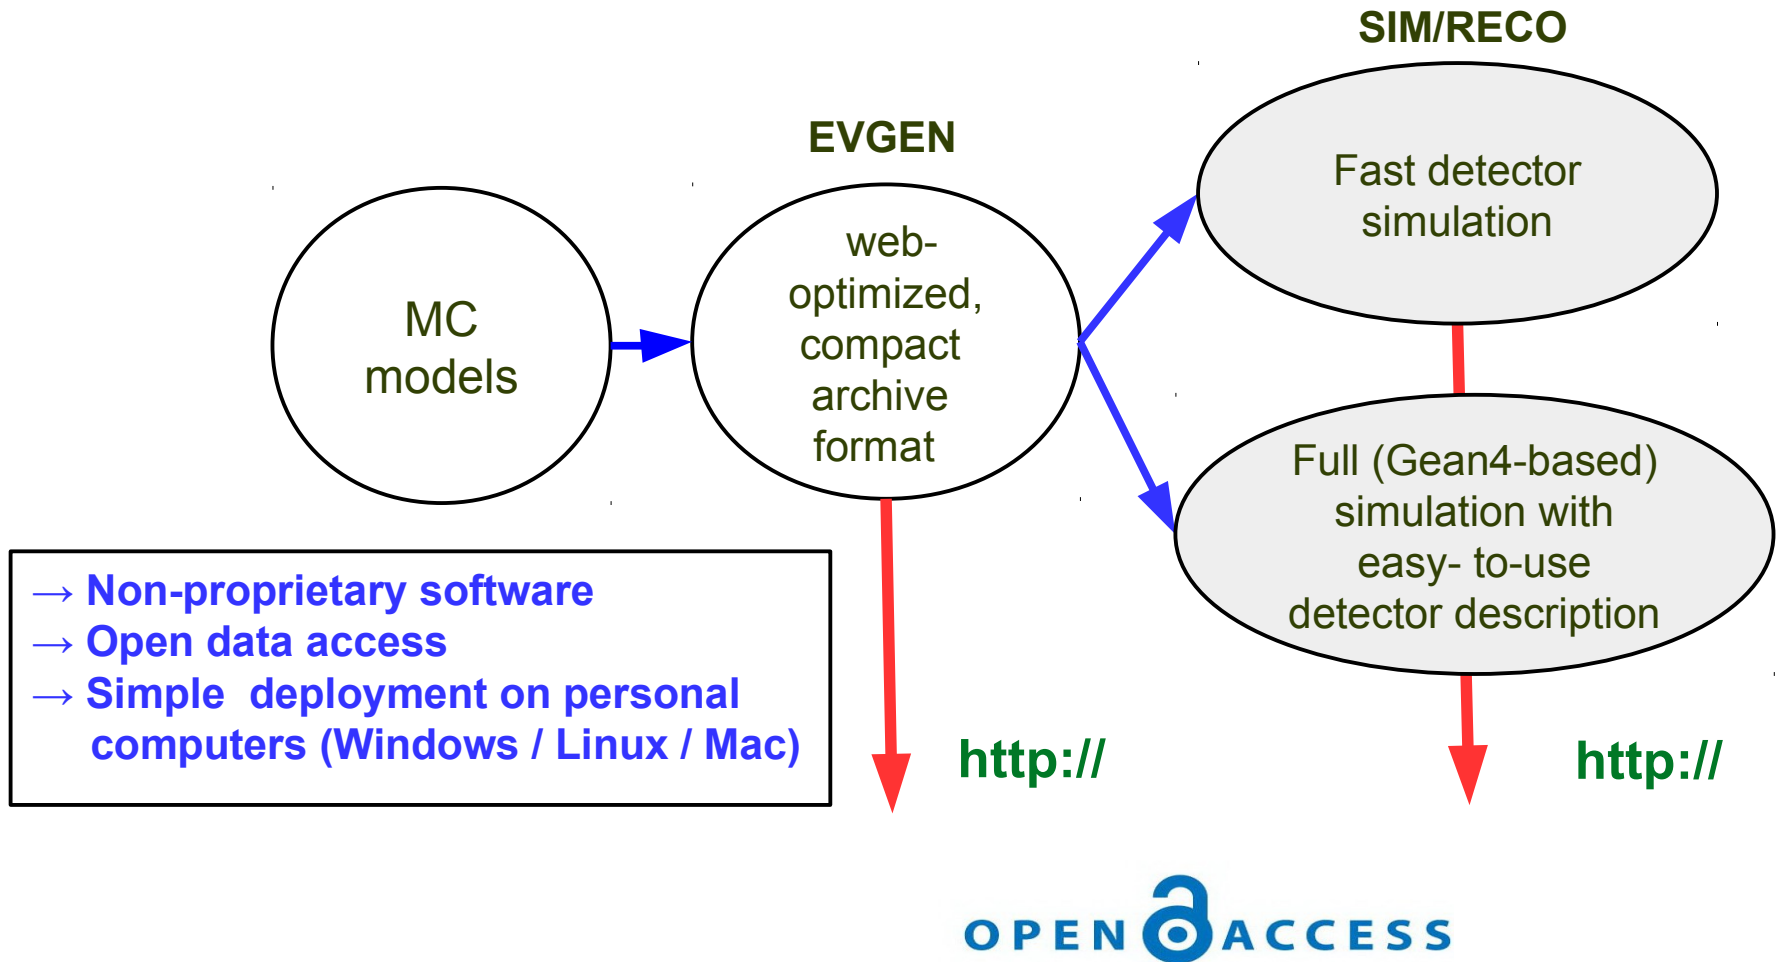 SIM/RECO
EVGEN
MC
models
web-
optimized,
compact
archive
format
Fast detector
simulation
Full (Gean4-based)
simulation with
easy- to-use
detector description
→ Non-proprietary software
→ Open data access
→ Simple  deployment on personal
computers (Windows / Linux / Mac)
http://
http://
OPEN ACCESS